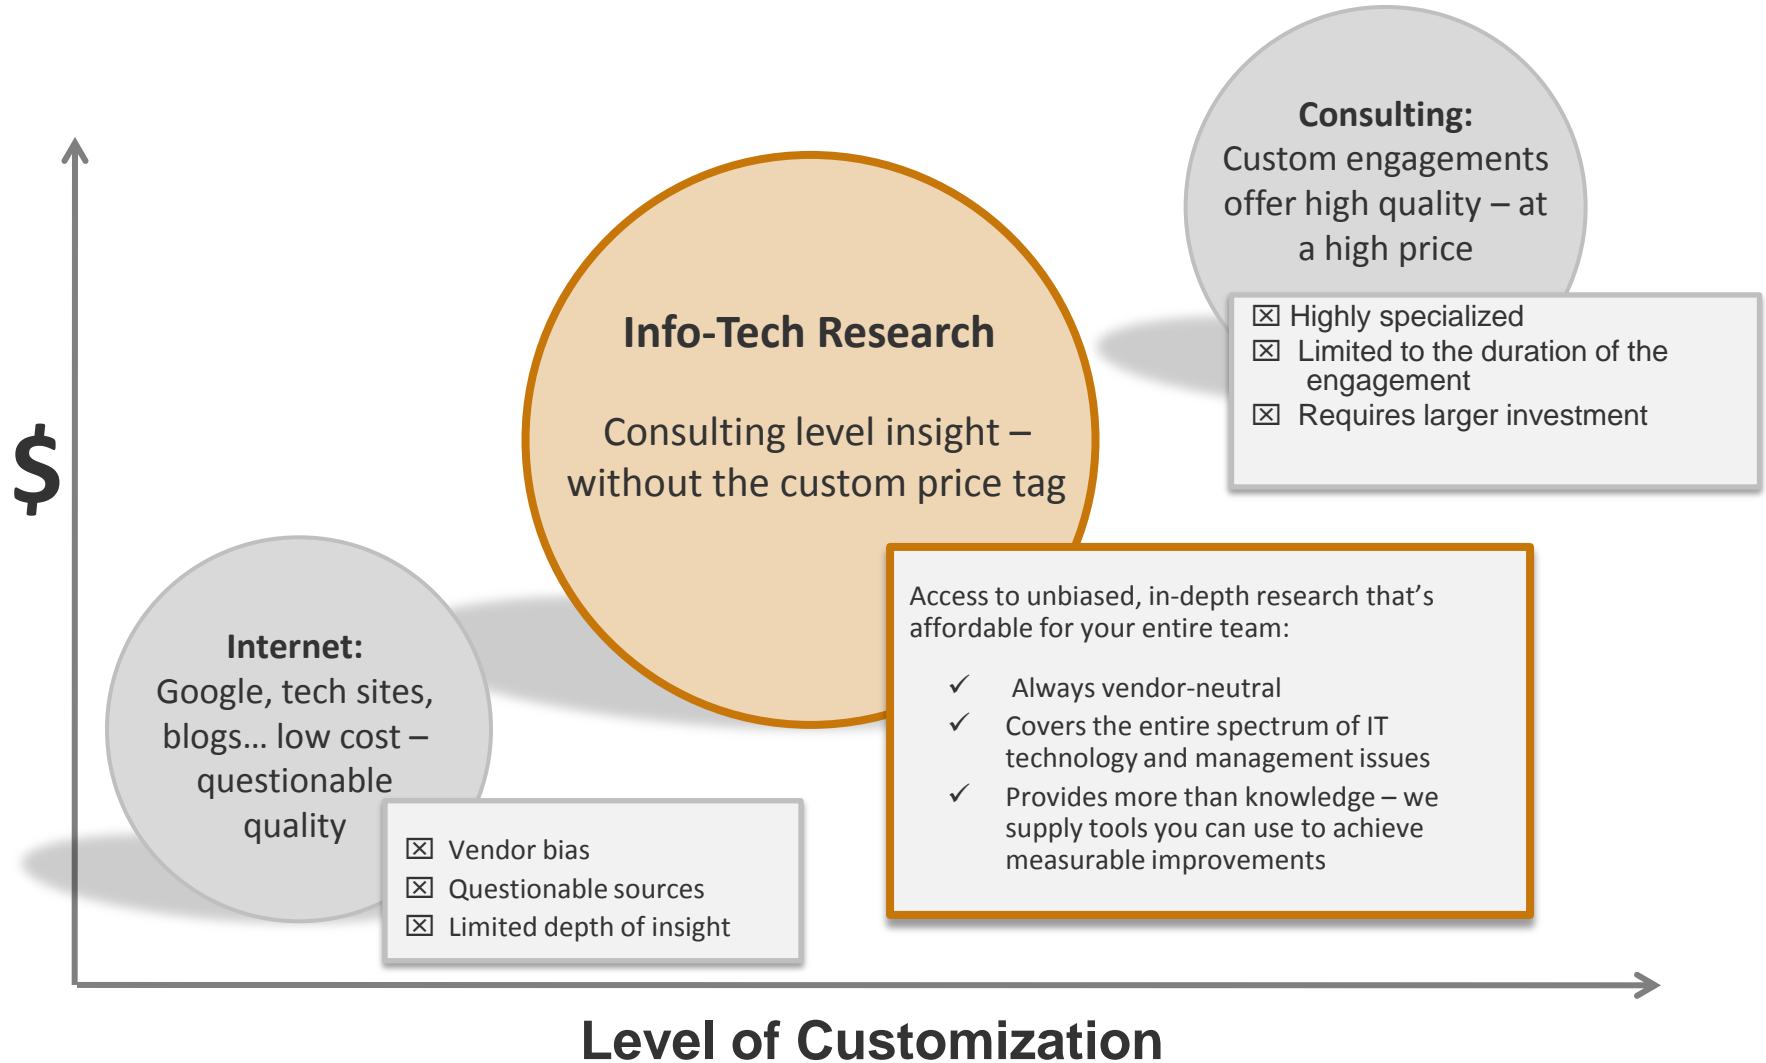 Consulting:
Custom engagements
offer high quality – at
a high price
☒ Highly specialized
☒ Limited to the duration of the
engagement
☒ Requires larger investment
Info-Tech Research
Consulting level insight –
without the custom price tag
$
Access to unbiased, in-depth research that’s
affordable for your entire team:
✓ Always vendor-neutral
✓ Covers the entire spectrum of IT
technology and management issues
✓ Provides more than knowledge – we
supply tools you can use to achieve
measurable improvements
Internet:
Google, tech sites,
blogs... low cost –
questionable
quality
☒ Vendor bias
☒ Questionable sources
☒ Limited depth of insight
Level of Customization